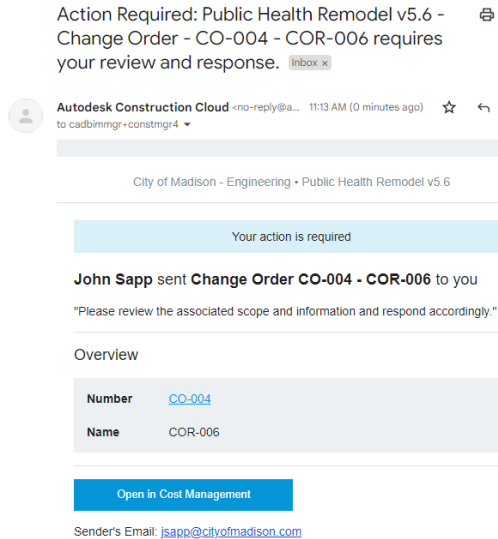 Action Required: Public Health Remodel v5.6 -
Change Order - CO-004 - COR-006 requires
your review and response. Inbox x
Autodesk Construction Cloud <no-reply@a... 11:13 AM (0 minutes ago)
to cadbimmgr+constmgr4
City of Madison - Engineering • Public Health Remodel v5.6
Your action is required
John Sapp sent Change Order CO-004 - COR-006 to you
"Please review the associated scope and information and respond accordingly."
Overview
Number CO-004
Name COR-006
Open in Cost Management
Sender's Email: jsapp@cityofmadison.com